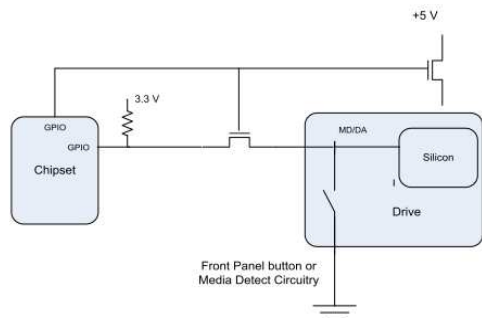 +5 V
3.3 V
GPIO
GPIO
Chipset
MD/DA
Silicon
Drive
Front Panel button or
Media Detect Circuitry